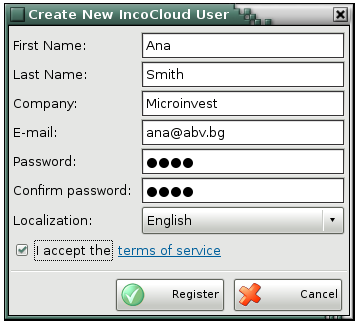 Create New IncoCloud User
First Name: Ana
Last Name: Smith
Company: Microinvest
E-mail: ana@abv.bg
Password: ●●●●
Confirm password: ●●●●
Localization: English
I accept the terms of service
Register Cancel